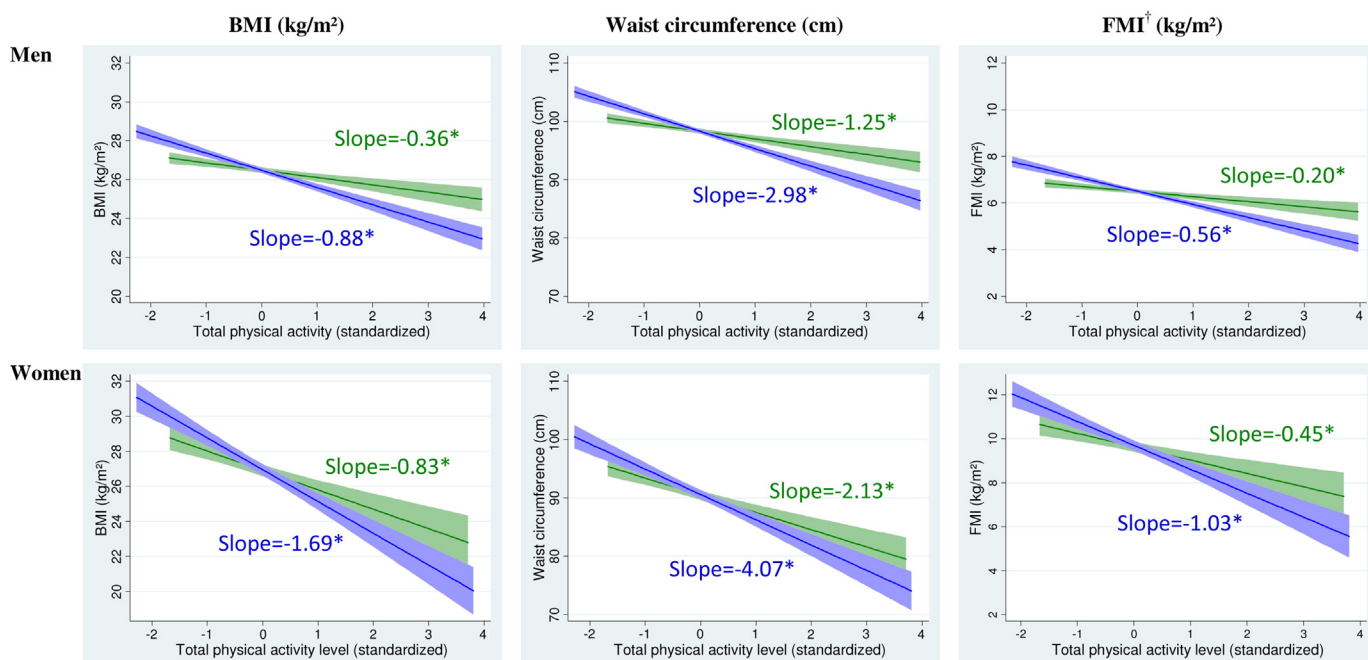 BMI (kg/m²)
Waist circumference (cm)
FMI† (kg/m²)
Men
BMI (kg/m²)
32
30
28
26
24
22
20
Slope=-0.36*
Slope=-0.88*
-2 -1 0 1 2 3 4
Total physical activity (standardized)
Waist circumference (cm)
110
100
90
80
70
Slope=-1.25*
Slope=-2.98*
-2 -1 0 1 2 3 4
Total physical activity (standardized)
FMI (kg/m²)
12
10
8
6
4
2
Slope=-0.20*
Slope=-0.56*
-2 -1 0 1 2 3 4
Total physical activity (standardized)
Women
BMI (kg/m²)
32
30
28
26
24
22
20
Slope=-0.83*
Slope=-1.69*
-2 -1 0 1 2 3 4
Total physical activity level (standardized)
Waist circumference (cm)
110
100
90
80
70
Slope=-2.13*
Slope=-4.07*
-2 -1 0 1 2 3 4
Total physical activity level (standardized)
FMI (kg/m²)
12
10
8
6
4
2
Slope=-0.45*
Slope=-1.03*
-2 -1 0 1 2 3 4
Total physical activity level (standardized)